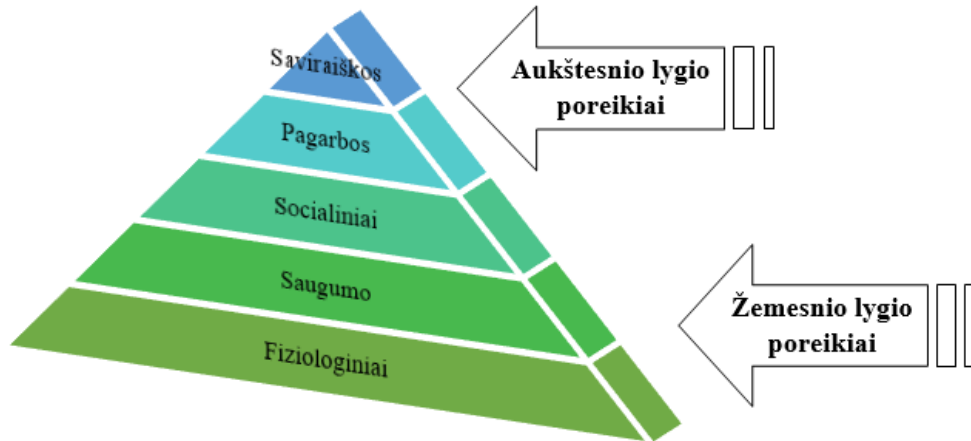 Saviraiškos
Aukštesnio lygio
poreikiai
Pagarbos
Socialiniai
Saugumo
Žemesnio lygio
poreikiai
Fiziologiniai